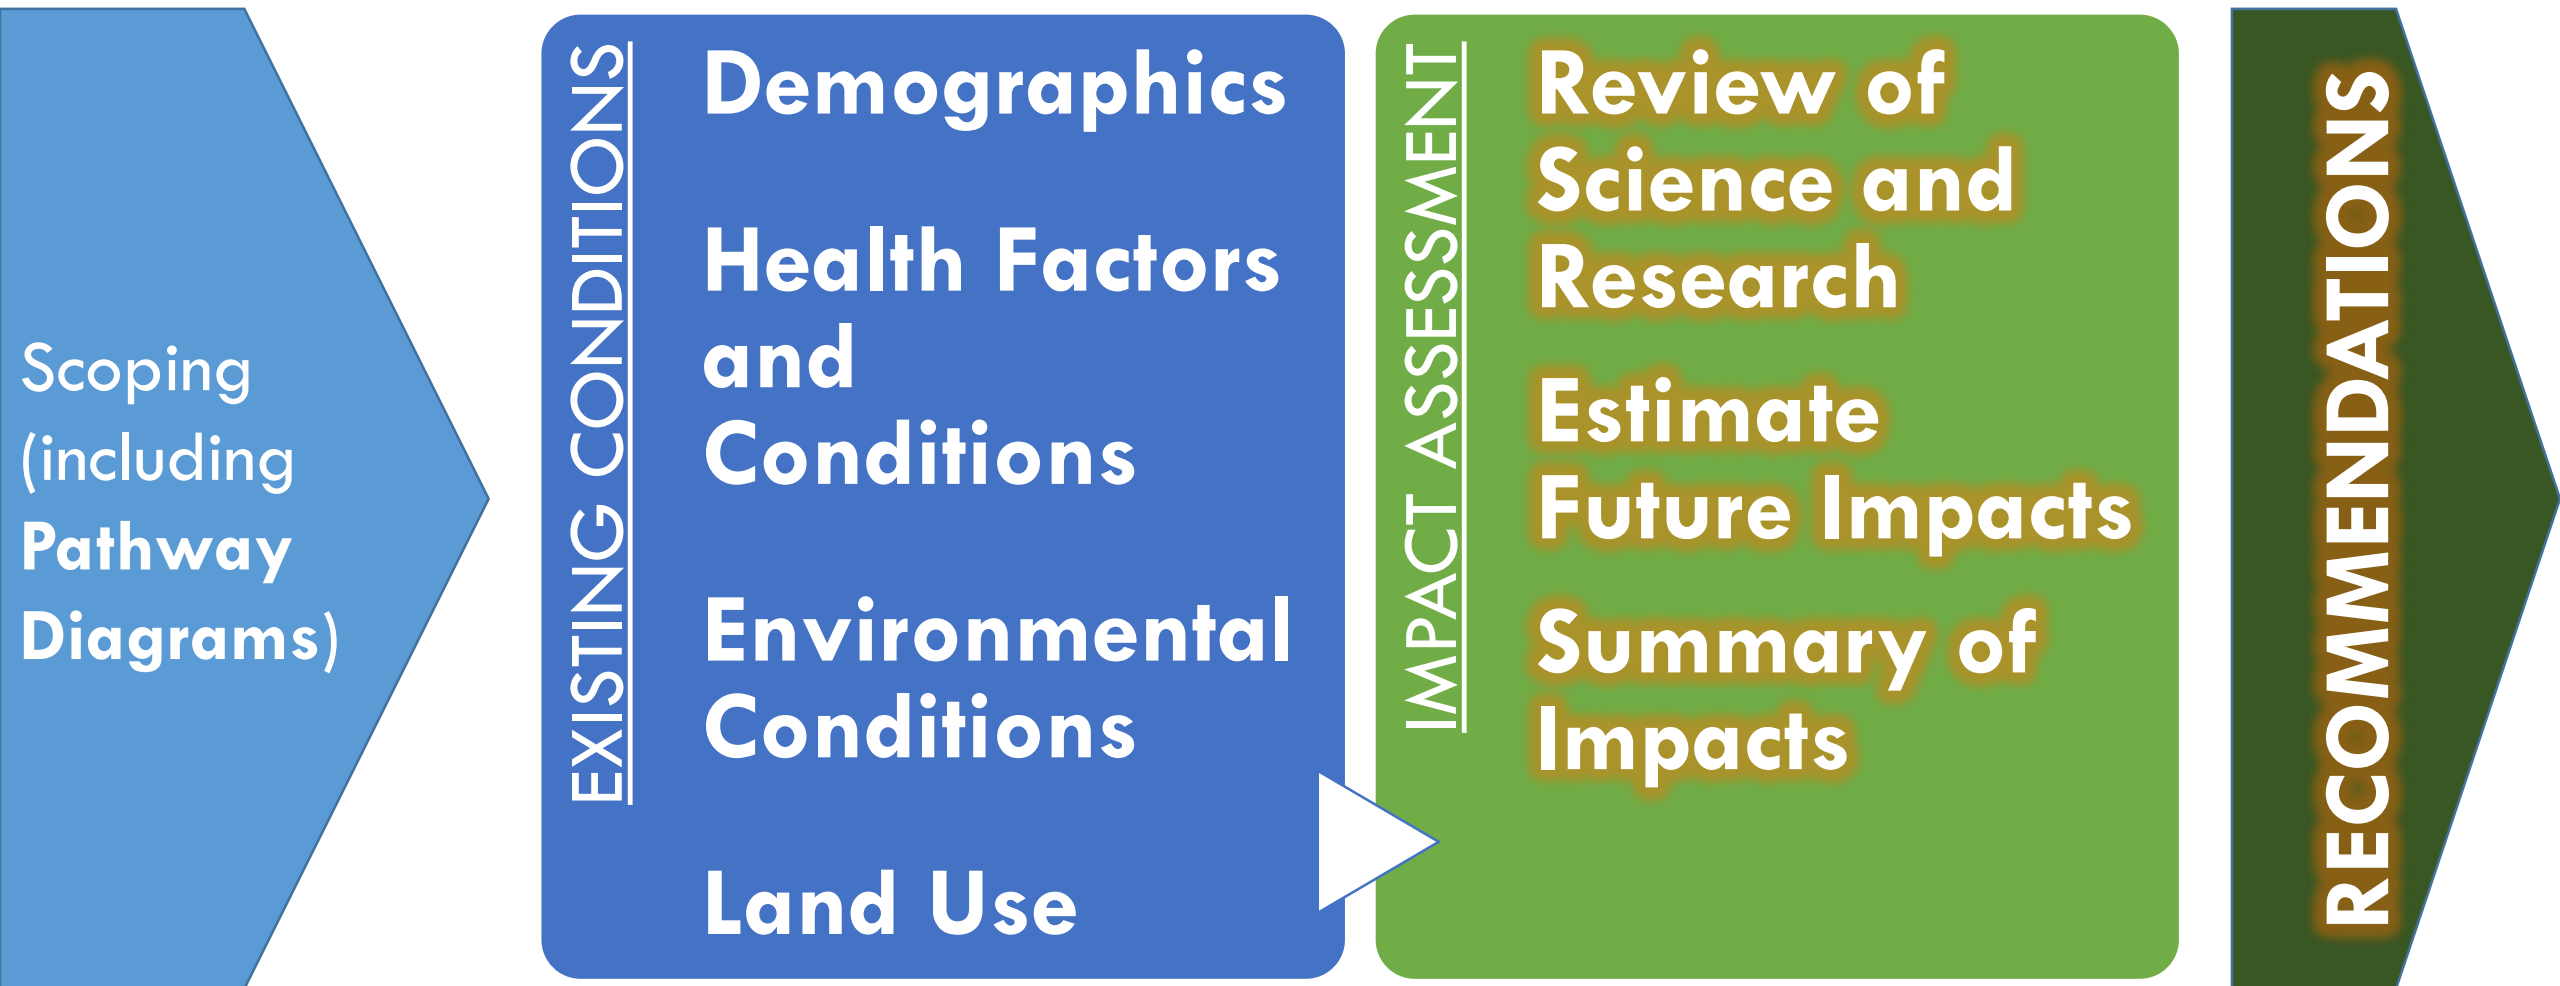 Scoping
(including
Pathway
Diagrams)
EXISTING CONDITIONS
Demographics
Health Factors
and
Conditions
Environmental
Conditions
Land Use
IMPACT ASSESSMENT
Review of
Science and
Research
Estimate
Future Impacts
Summary of
Impacts
RECOMMENDATIONS